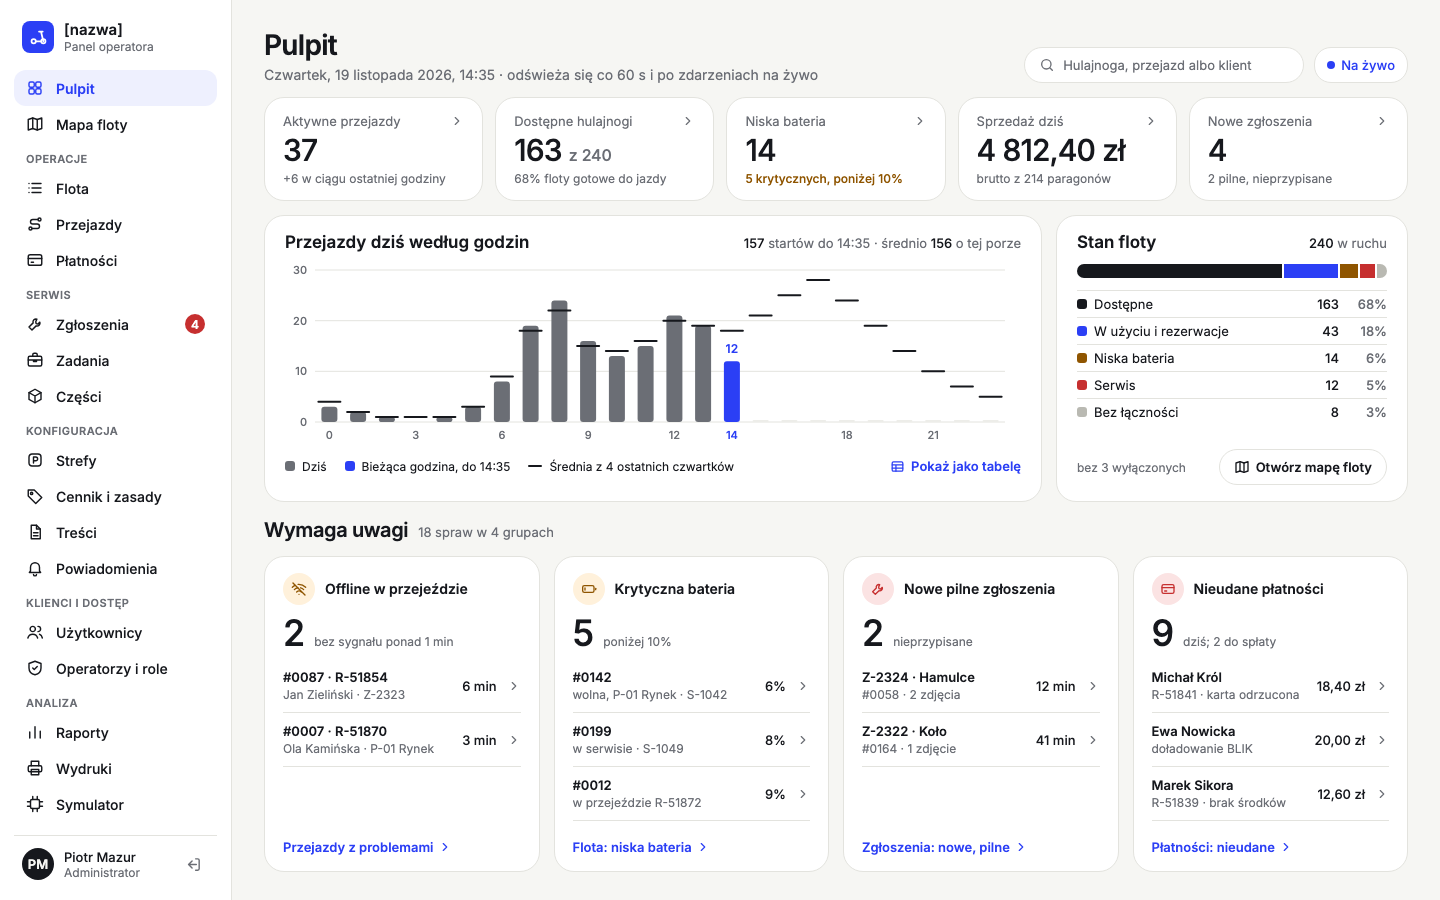 [nazwa]
Panel operatora
Pulpit
Mapa floty
OPERACJE
Flota
Przejazdy
Płatności
SERWIS
Zgłoszenia 4
Zadania
Części
KONFIGURACJA
Strefy
Cennik i zasady
Treści
Powiadomienia
KLIENCI I DOSTĘP
Użytkownicy
Operatorzy i role
ANALIZA
Raporty
Wydruki
Symulator
PM
Piotr Mazur
Administrator
Pulpit
Czwartek, 19 listopada 2026, 14:35 · odświeża się co 60 s i po zdarzeniach na żywo
Hulajnoga, przejazd albo klient
Na żywo
Aktywne przejazdy
37
+6 w ciągu ostatniej godziny
Dostępne hulajnogi
163 z 240
68% floty gotowe do jazdy
Niska bateria
14
5 krytycznych, poniżej 10%
Sprzedaż dziś
4 812,40 zł
brutto z 214 paragonów
Nowe zgłoszenia
4
2 pilne, nieprzypisane
Przejazdy dziś według godzin
157 startów do 14:35 · średnio 156 o tej porze
30
20
10
0
12
0 3 6 9 12 14 18 21
Dziś
Bieżąca godzina, do 14:35
Średnia z 4 ostatnich czwartków
Pokaż jako tabelę
Stan floty
240 w ruchu
Dostępne 163 68%
W użyciu i rezerwacje 43 18%
Niska bateria 14 6%
Serwis 12 5%
Bez łączności 8 3%
bez 3 wyłączonych
Otwórz mapę floty
Wymaga uwagi
18 spraw w 4 grupach
Offline w przejeździe
2 bez sygnału ponad 1 min
#0087 · R-51854
Jan Zieliński · Z-2323
6 min
#0007 · R-51870
Ola Kamińska · P-01 Rynek
3 min
Przejazdy z problemami
Krytyczna bateria
5 poniżej 10%
#0142
wolna, P-01 Rynek · S-1042
6%
#0199
w serwisie · S-1049
8%
#0012
w przejeździe R-51872
9%
Flota: niska bateria
Nowe pilne zgłoszenia
2 nieprzypisane
Z-2324 · Hamulce
#0058 · 2 zdjęcia
12 min
Z-2322 · Koło
#0164 · 1 zdjęcie
41 min
Zgłoszenia: nowe, pilne
Nieudane płatności
9 dziś; 2 do spłaty
Michał Król
R-51841 · karta odrzucona
18,40 zł
Ewa Nowicka
doładowanie BLIK
20,00 zł
Marek Sikora
R-51839 · brak środków
12,60 zł
Płatności: nieudane